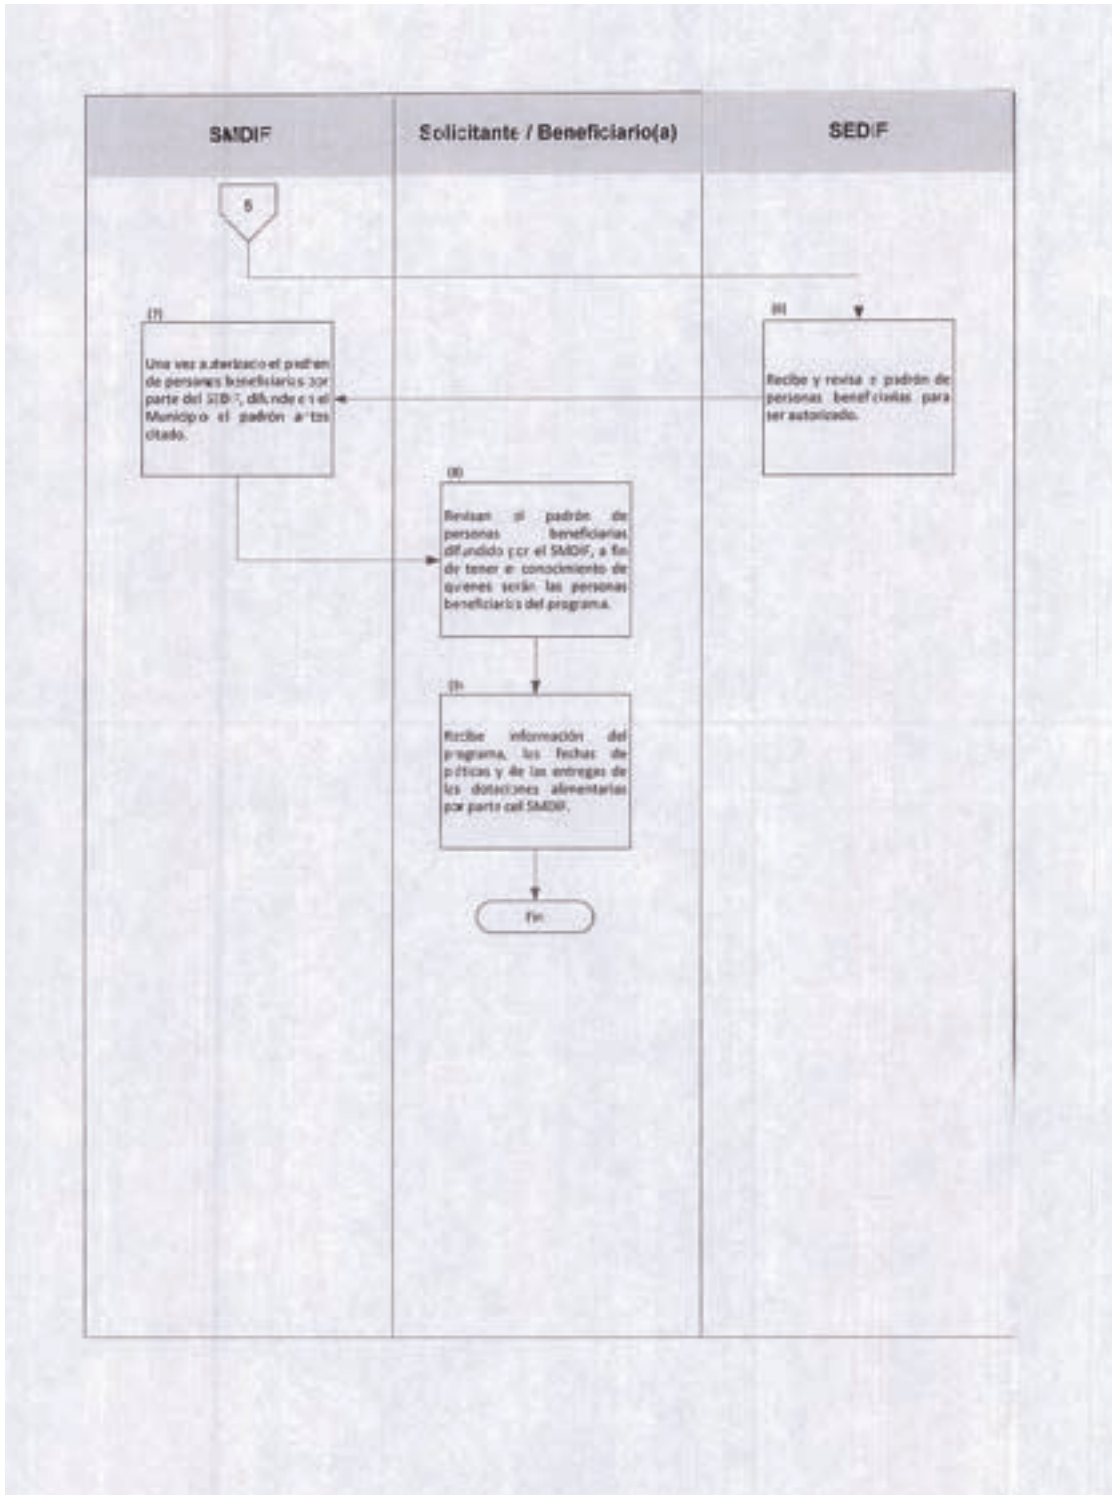 SMDIF
Solicitante / Beneficiario(a)
SEDIF
(7)
Una vez autorizado el padrón
de personas beneficiarias por
parte del SEDIF, difunde en el
Municipio el padrón antes
citado.
(6)
Recibe y revisa el padrón de
personas beneficiarias para
ser autorizado.
(8)
Revisan el padrón de
personas beneficiarias
difundido por el SMDIF, a fin
de tener el conocimiento de
quienes serán las personas
beneficiarias del programa.
Recibe información del
programa, las fechas de
pláticas y de las entregas de
las dotaciones alimentarias
por parte del SMDIF.
Fin